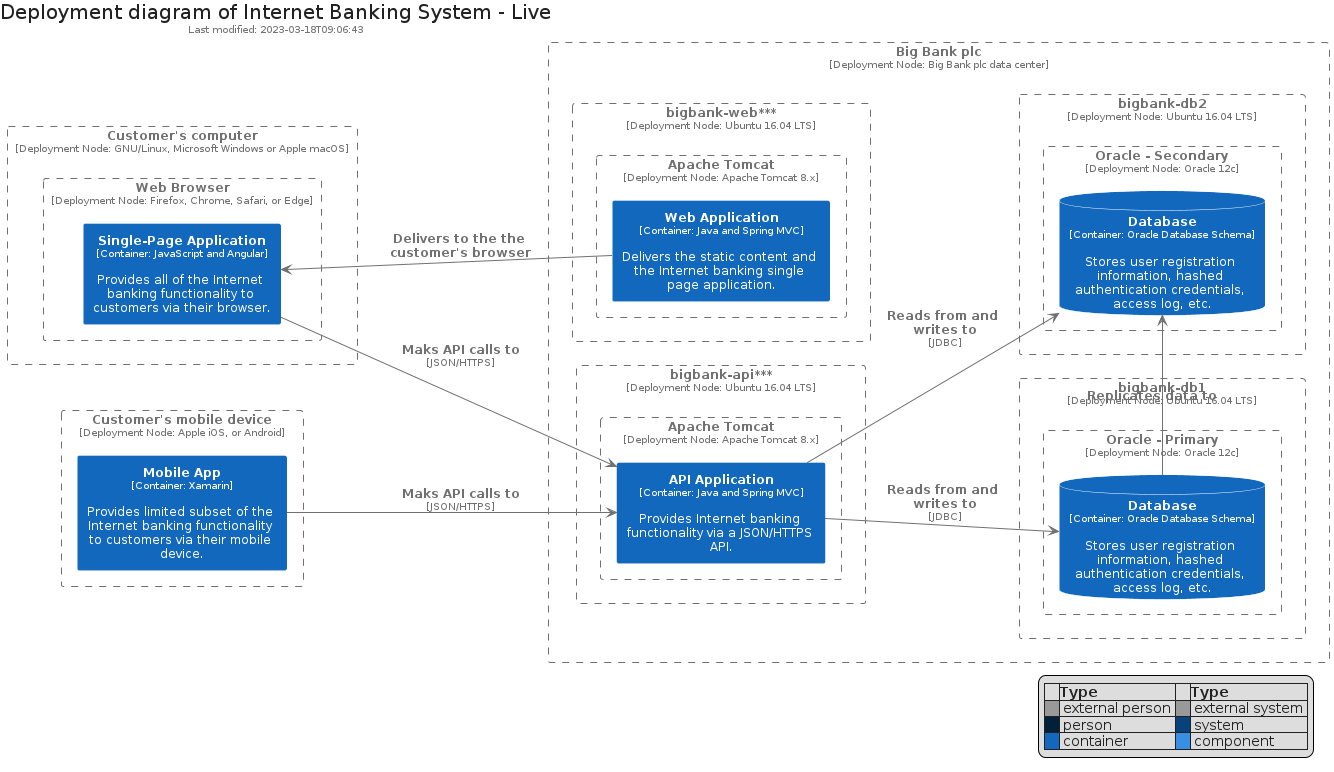 Deployment diagram of Internet Banking System - Live
Last modified: 2023-03-18T09:06:43
Big Bank plc
[Deployment Node: Big Bank plc data center]
Customer's computer
[Deployment Node: GNU/Linux, Microsoft Windows or Apple macOS]
Web Browser
[Deployment Node: Firefox, Chrome, Safari, or Edge]
Single-Page Application
[Container: JavaScript and Angular]
Provides all of the Internet
banking functionality to
customers via their browser.
Delivers to the the
customer's browser
bigbank-web***
[Deployment Node: Ubuntu 16.04 LTS]
Apache Tomcat
[Deployment Node: Apache Tomcat 8.x]
Web Application
[Container: Java and Spring MVC]
Delivers the static content and
the Internet banking single
page application.
bigbank-db2
[Deployment Node: Ubuntu 16.04 LTS]
Oracle - Secondary
[Deployment Node: Oracle 12c]
Database
[Container: Oracle Database Schema]
Stores user registration
information, hashed
authentication credentials,
access log, etc.
Reads from and
writes to
[JDBC]
Maks API calls to
[JSON/HTTPS]
Customer's mobile device
[Deployment Node: Apple iOS, or Android]
Mobile App
[Container: Xamarin]
Provides limited subset of the
Internet banking functionality
to customers via their mobile
device.
Maks API calls to
[JSON/HTTPS]
bigbank-api***
[Deployment Node: Ubuntu 16.04 LTS]
Apache Tomcat
[Deployment Node: Apache Tomcat 8.x]
API Application
[Container: Java and Spring MVC]
Provides Internet banking
functionality via a JSON/HTTPS
API.
Reads from and
writes to
[JDBC]
bigbank-db1
Replicates data to
[Deployment Node: Ubuntu 16.04 LTS]
Oracle - Primary
[Deployment Node: Oracle 12c]
Database
[Container: Oracle Database Schema]
Stores user registration
information, hashed
authentication credentials,
access log, etc.
Type Type
external person external system
person system
container component